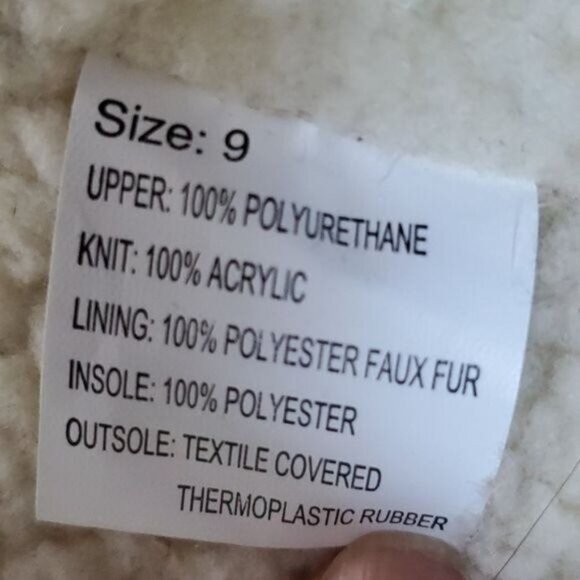 Size: 9
UPPER: 100% POLYURETHANE
KNIT: 100% ACRYLIC
LINING: 100% POLYESTER FAUX FUR
INSOLE: 100% POLYESTER
OUTSOLE: TEXTILE COVERED
THERMOPLASTIC RUBBER